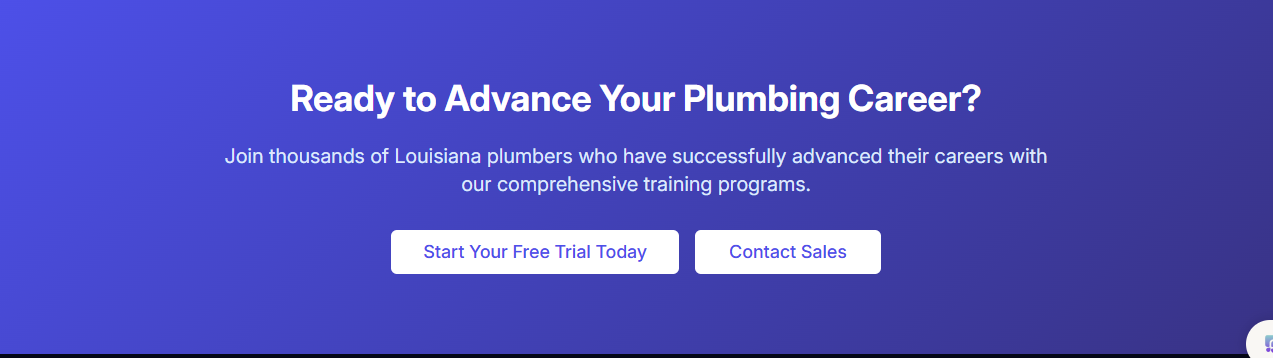 Ready to Advance Your Plumbing Career?
Join thousands of Louisiana plumbers who have successfully advanced their careers with
our comprehensive training programs.
Start Your Free Trial Today
Contact Sales